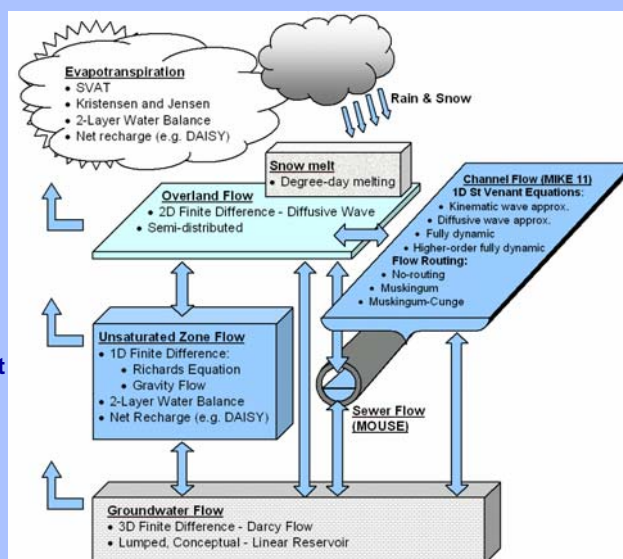 Evapotranspiration
• SVAT
• Kristensen and Jensen
• 2-Layer Water Balance
• Net recharge (e.g. DAISY)
Rain & Snow
Snow melt
• Degree-day melting
Overland Flow
• 2D Finite Difference - Diffusive Wave
• Semi-distributed
Channel Flow (MIKE 11)
1D St Venant Equations:
• Kinematic wave approx.
• Diffusive wave approx.
• Fully dynamic
• Higher-order fully dynamic
Flow Routing:
• No-routing
• Muskingum
• Muskingum-Cunge
Unsaturated Zone Flow
• 1D Finite Difference:
• Richards Equation
• Gravity Flow
• 2-Layer Water Balance
• Net Recharge (e.g. DAISY)
t
Sewer Flow
(MOUSE)
Groundwater Flow
• 3D Finite Difference - Darcy Flow
• Lumped, Conceptual - Linear Reservoir